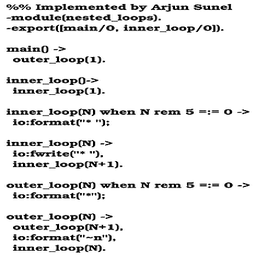 %% Implemented by Arjun Sunel
-module(nested_loops).
-export([main/0, inner_loop/0]).
main() ->
outer_loop(1).
inner_loop()->
inner_loop(1).
inner_loop(N) when N rem 5 =:= 0 ->
io:format("* ");
inner_loop(N) ->
io:fwrite("* "),
inner_loop(N+1).
outer_loop(N) when N rem 5 =:= 0 ->
io:format("*");
outer_loop(N) ->
outer_loop(N+1),
io:format("~n"),
inner_loop(N).